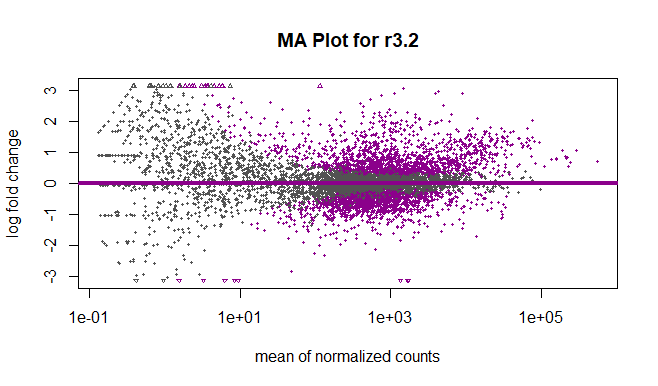 MA Plot for r3.2
log fold change
3
2
1
0
-1
-2
-3
1e-01
1e+01
1e+03
1e+05
mean of normalized counts